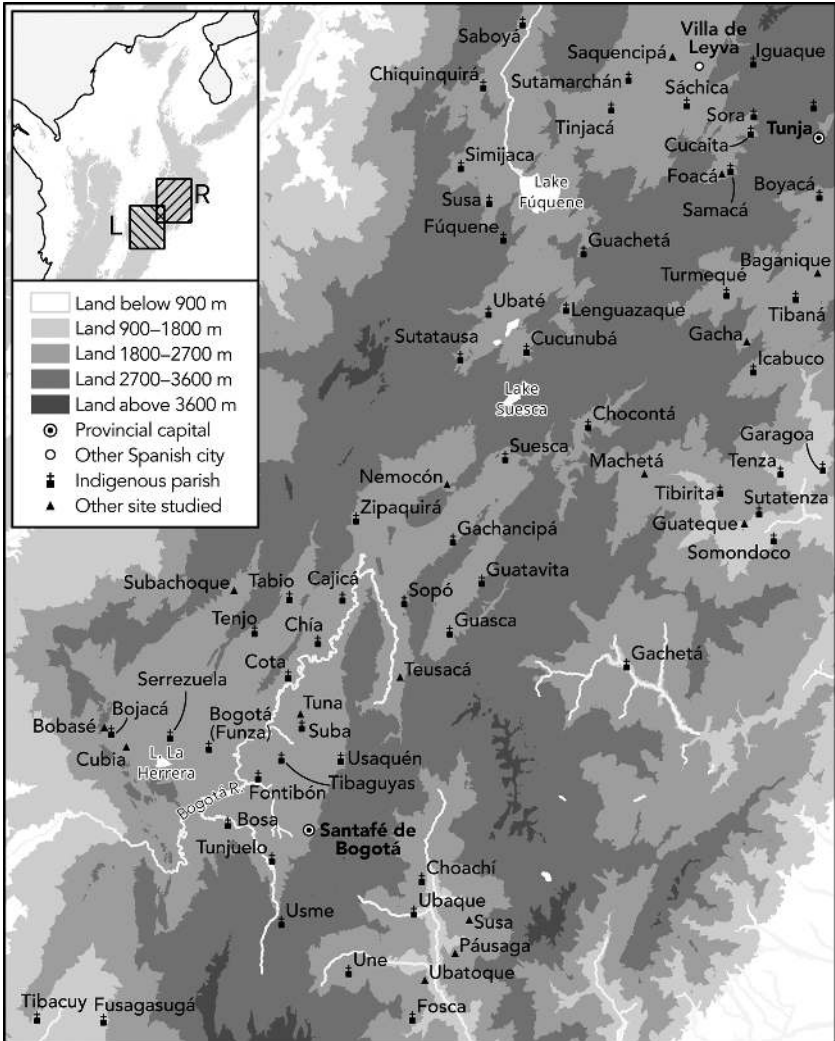 L
R
Land below 900 m
Land 900–1800 m
Land 1800–2700 m
Land 2700–3600 m
Land above 3600 m
Provincial capital
Other Spanish city
Indigenous parish
Other site studied
Saboyá
Villa de
Leyva
Saquencipá
Iguaque
Chiquinquirá
Sutamarchán
Sáchica
Tinjacá
Sora
Tunja
Cucaita
Simijaca
Lake
Fúquene
Foacá
Boyacá
Susa
Samacá
Fúquene
Guachetá
Baganique
Turmequé
Ubaté
Lenguazaque
Tibaná
Sutatausa
Cucunubá
Gacha
Icabuco
Lake
Suesca
Chocontá
Suesca
Garagoa
Nemocón
Machetá
Tenza
Zipaquirá
Tibirita
Sutatenza
Gachancipá
Guateque
Somondoco
Subachoque
Tabio
Cajicá
Guatavita
Sopó
Tenjo
Chía
Guasca
Cota
Gachetá
Serrezuela
Teusacá
Bojacá
Bogotá
(Funza)
Tuna
Bobasé
Suba
Cubia
L. La
Herrera
Usaquén
Tibaguyas
Fontibón
Bogotá R.
Bosa
Santafé de
Bogotá
Tunjuelo
Choachí
Ubaque
Usme
Susa
Páusaga
Une
Ubatoque
Tibacuy
Fusagasugá
Fosca